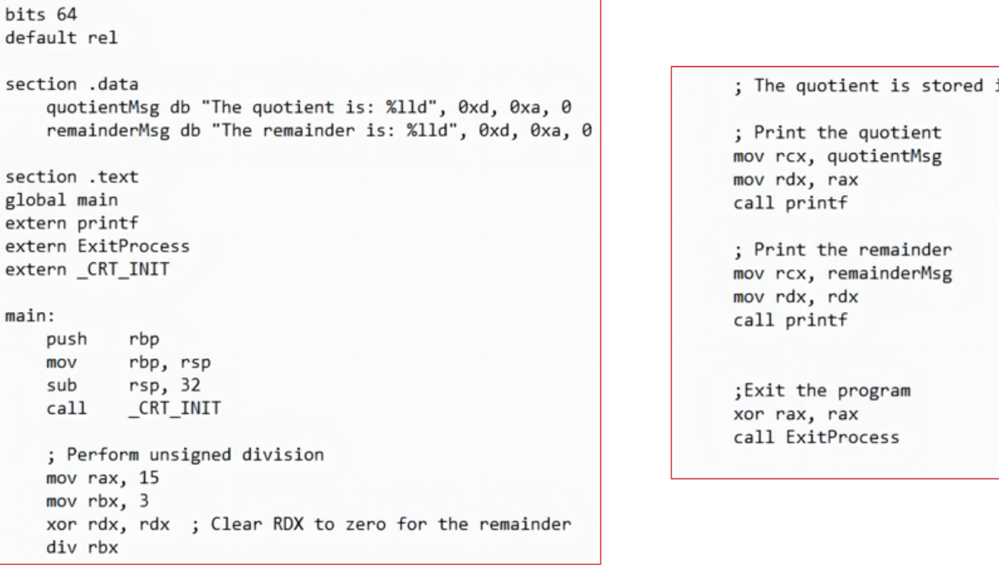 bits 64
default rel
section .data
quotientMsg db "The quotient is: %lld", 0xd, 0xa, 0
remainderMsg db "The remainder is: %lld", 0xd, 0xa, 0
section .text
global main
extern printf
extern ExitProcess
extern _CRT_INIT
main:
push rbp
mov rbp, rsp
sub rsp, 32
call _CRT_INIT
; Perform unsigned division
mov rax, 15
mov rbx, 3
xor rdx, rdx ; Clear RDX to zero for the remainder
div rbx
; The quotient is stored
; Print the quotient
mov rcx, quotientMsg
mov rdx, rax
call printf
; Print the remainder
mov rcx, remainderMsg
mov rdx, rdx
call printf
;Exit the program
xor rax, rax
call ExitProcess